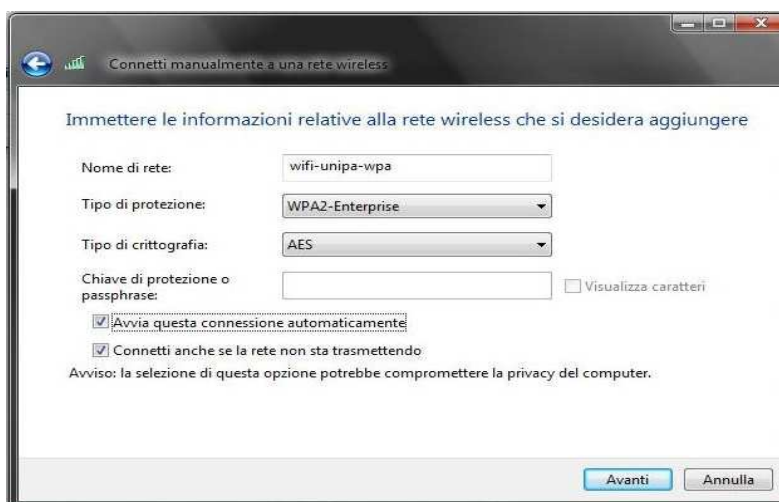 Connetti manualmente a una rete wireless
Immettere le informazioni relative alla rete wireless che si desidera aggiungere
Nome di rete: wifi-unipa-wpa
Tipo di protezione: WPA2-Enterprise
Tipo di crittografia: AES
Chiave di protezione o
passphrase:
Visualizza caratteri
Avvia questa connessione automaticamente
Connetti anche se la rete non sta trasmettendo
Avviso: la selezione di questa opzione potrebbe compromettere la privacy del computer.
Avanti Annulla